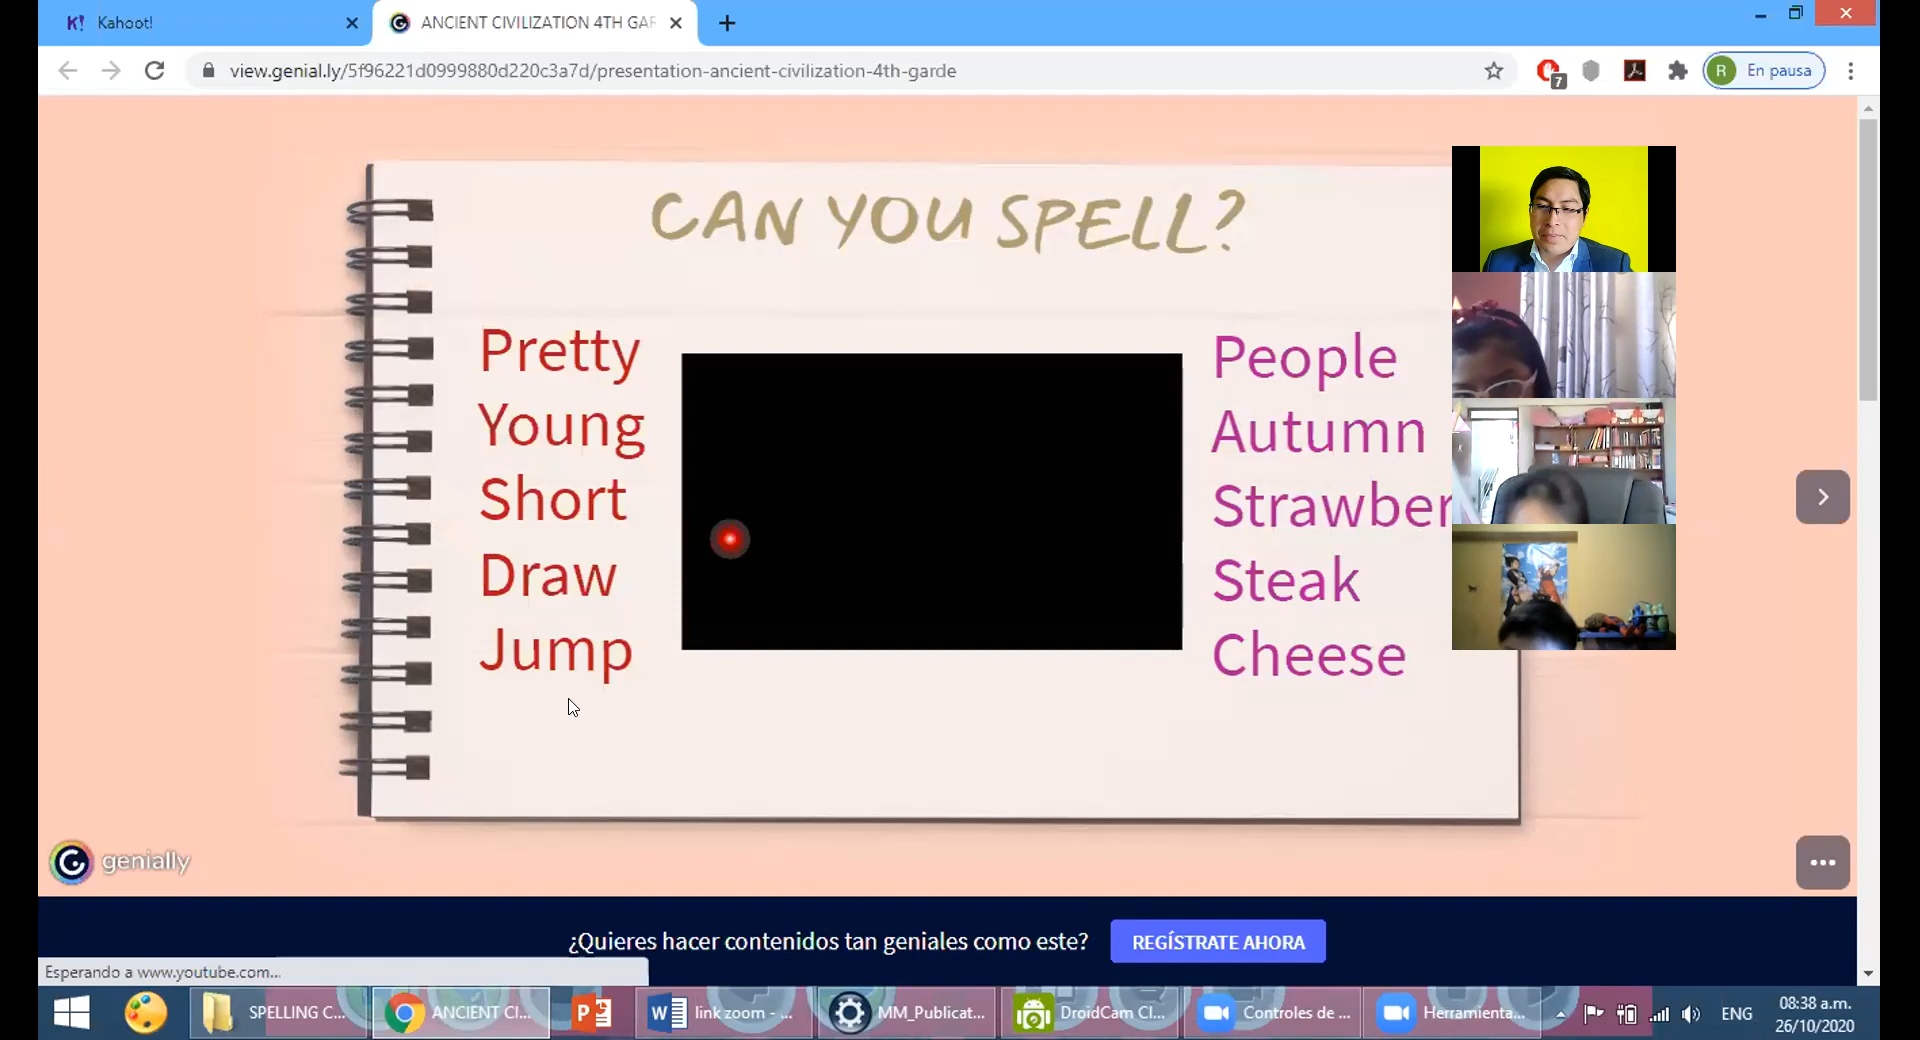 Kahoot!
ANCIENT CIVILIZATION 4TH GAR
view.genial.ly/5f96221d0999880d220c3a7d/presentation-ancient-civilization-4th-garde
7
R
En pausa
CAN YOU SPELL?
Pretty
Young
Short
Draw
Jump
People
Autumn
Strawber
Steak
Cheese
genially
¿Quieres hacer contenidos tan geniales como este?
REGÍSTRATE AHORA
Esperando a www.youtube.com...
SPELLING C...
ANCIENT CI...
link zoom - ...
MM_Publicat...
DroidCam Cl...
Controles de ...
Herramienta...
ENG
08:38 a.m.
26/10/2020